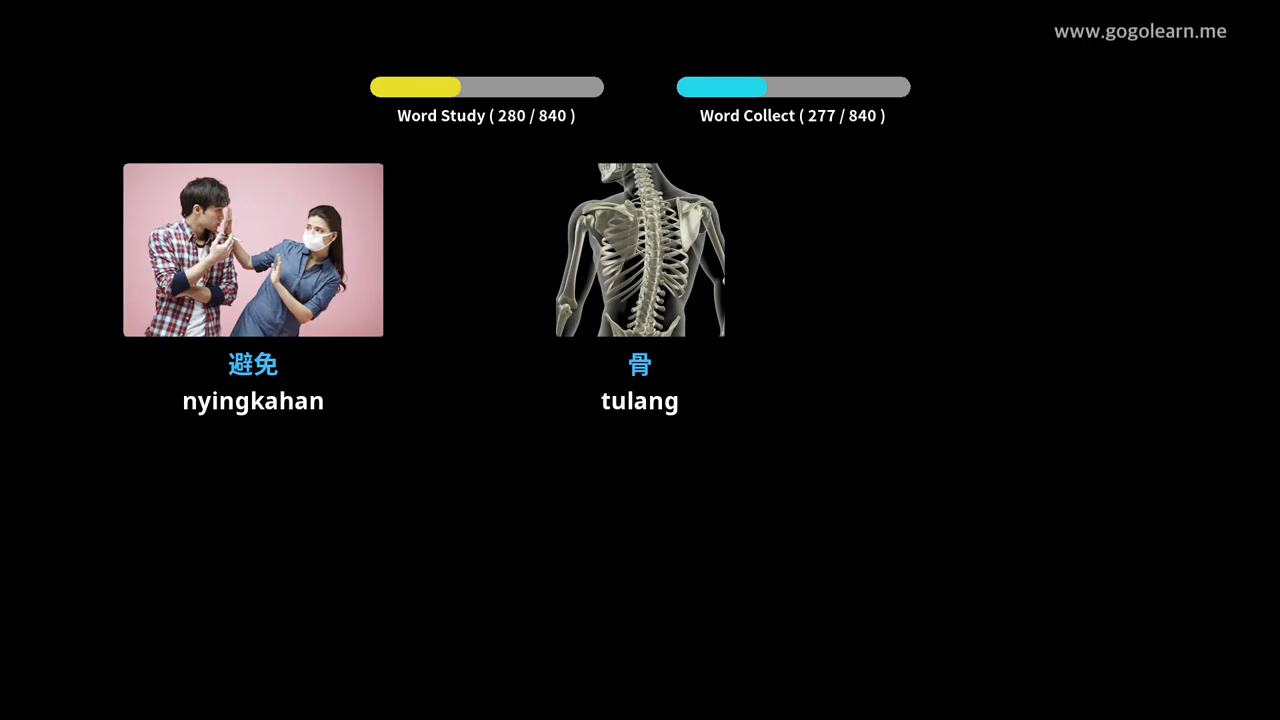 www.gogolearn.me
Word Study ( 280 / 840 )
Word Collect ( 277 / 840 )
避免
骨
nyingkahan
tulang